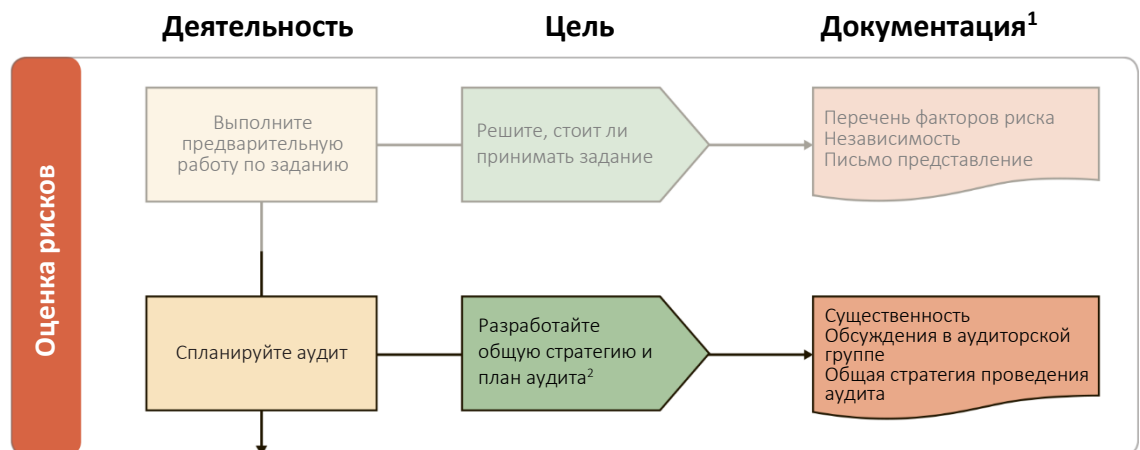 Деятельность
Цель
Документация¹
Оценка рисков
Выполните
предварительную
работу по заданию
Решите, стоит ли
принимать задание
Перечень факторов риска
Независимость
Письмо представление
Спланируйте аудит
Разработайте
общую стратегию и
план аудита²
Существенность
Обсуждения в аудиторской
группе
Общая стратегия проведения
аудита